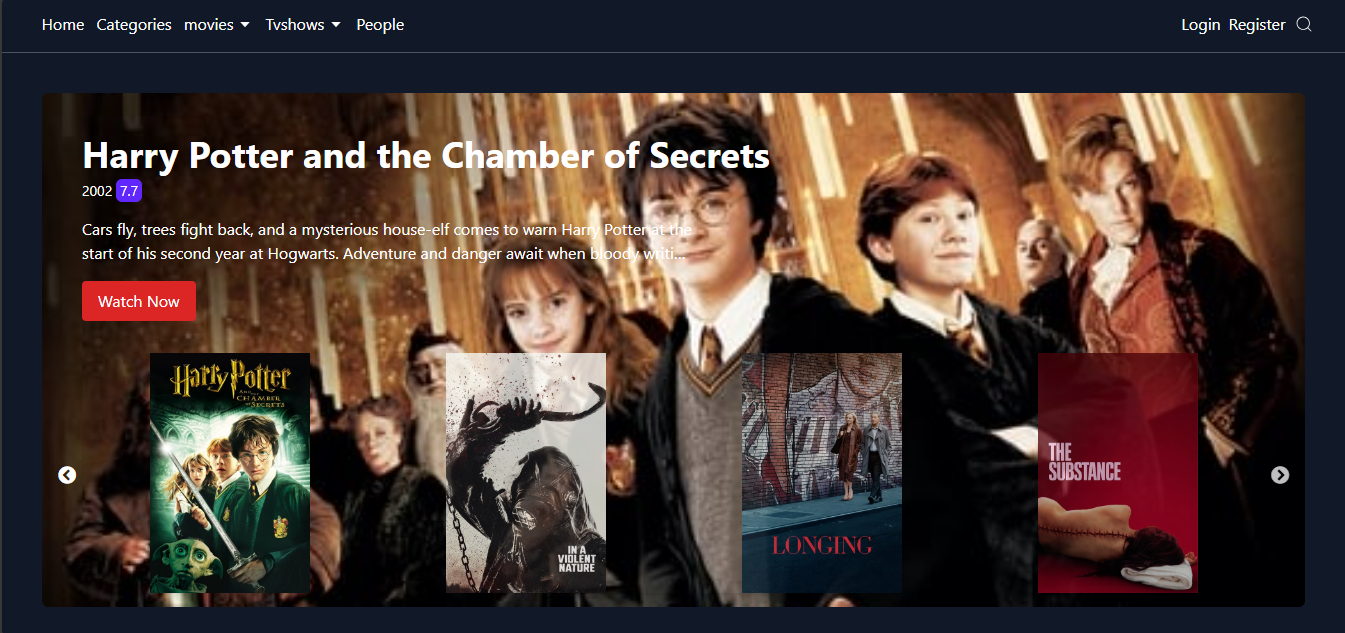 Home Categories movies Tvshows People Login Register
Harry Potter and the Chamber of Secrets
2002 7.7
Cars fly, trees fight back, and a mysterious house-elf comes to warn Harry Potter at the
start of his second year at Hogwarts. Adventure and danger await when bloody writi...
Watch Now
Harry Potter
AND THE
CHAMBER
OF SECRETS
IN A
VIOLENT
NATURE
LONGING
THE
SUBSTANCE